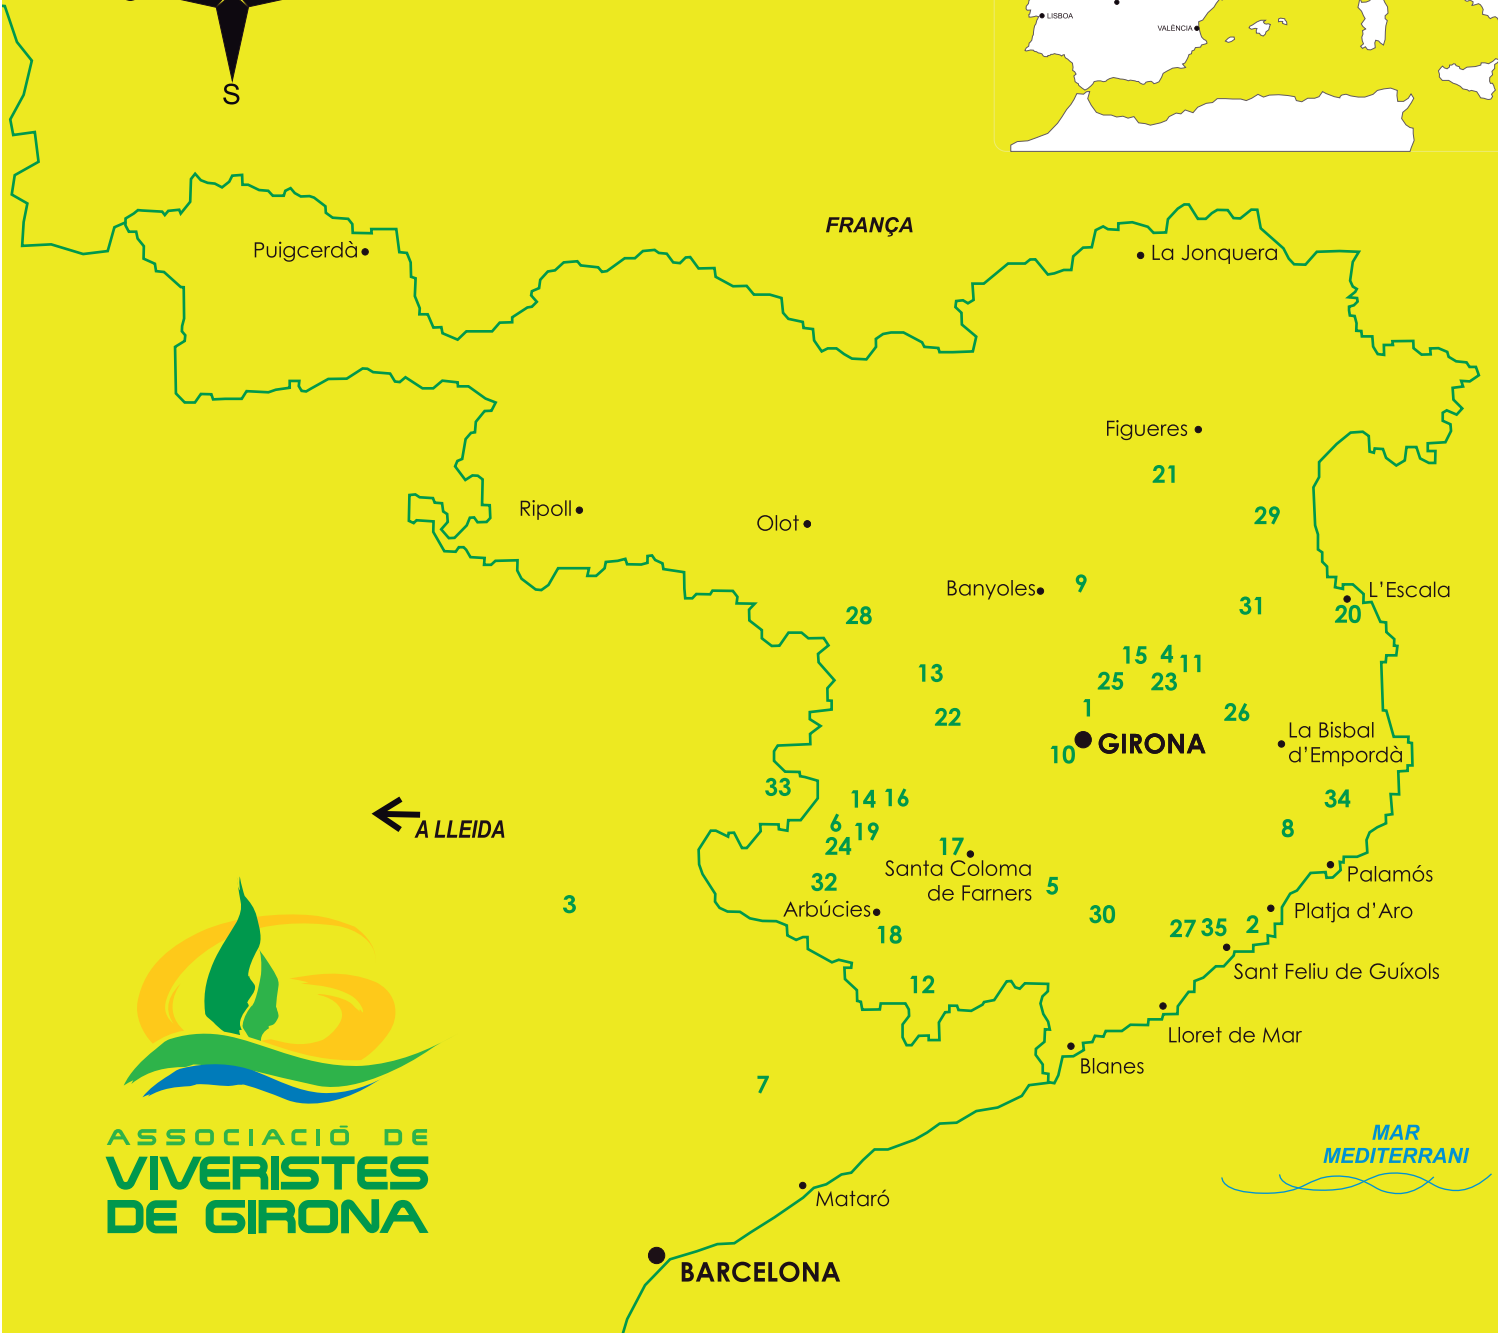 LISBOA
VALÈNCIA
S
FRANÇA
Puigcerdà
La Jonquera
Figueres
21
Ripoll
Olot
29
Banyoles
9
L'Escala
28
31
20
15
4
11
13
25
23
1
22
26
GIRONA
10
La Bisbal
d'Empordà
33
14
16
34
A LLEIDA
6
19
8
24
17
Santa Coloma
de Farners
Palamós
32
5
3
Arbúcies
30
Platja d'Aro
18
27
35
2
Sant Feliu de Guíxols
12
Lloret de Mar
Blanes
7
ASSOCIACIÓ DE
VIVERISTES
DE GIRONA
MAR
MEDITERRANI
Mataró
BARCELONA